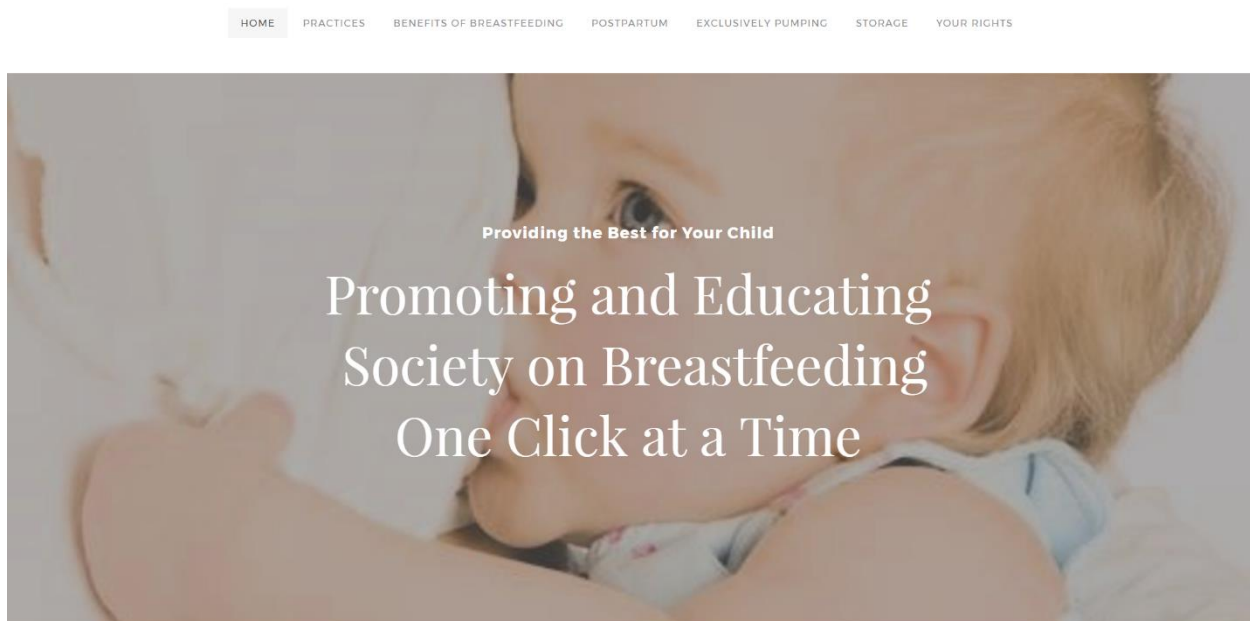 HOME PRACTICES BENEFITS OF BREASTFEEDING POSTPARTUM EXCLUSIVELY PUMPING STORAGE YOUR RIGHTS
Providing the Best for Your Child
Promoting and Educating
Society on Breastfeeding
One Click at a Time